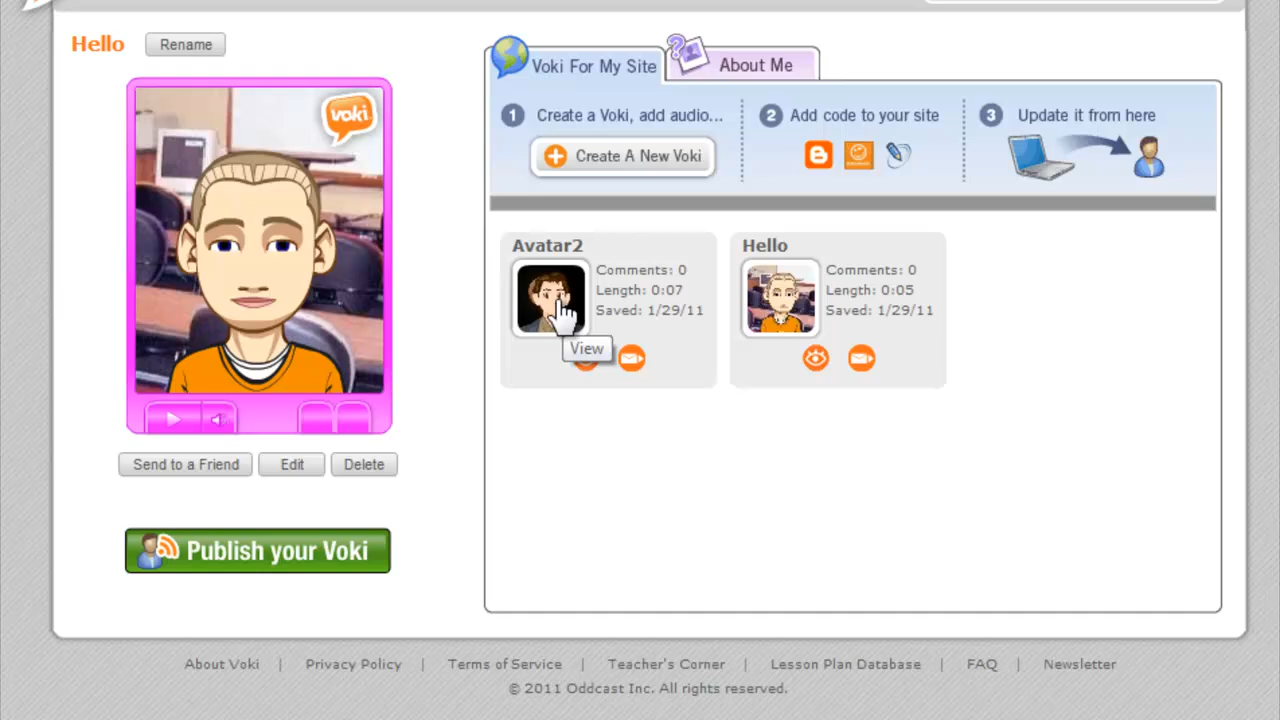 Hello
Rename
voki
Send to a Friend
Edit
Delete
Publish your Voki
Voki For My Site
About Me
1 Create a Voki, add audio...
Create A New Voki
2 Add code to your site
3 Update it from here
Avatar2
Comments: 0
Length: 0:07
Saved: 1/29/11
View
Hello
Comments: 0
Length: 0:05
Saved: 1/29/11
About Voki | Privacy Policy | Terms of Service | Teacher's Corner | Lesson Plan Database | FAQ | Newsletter
© 2011 Oddcast Inc. All rights reserved.